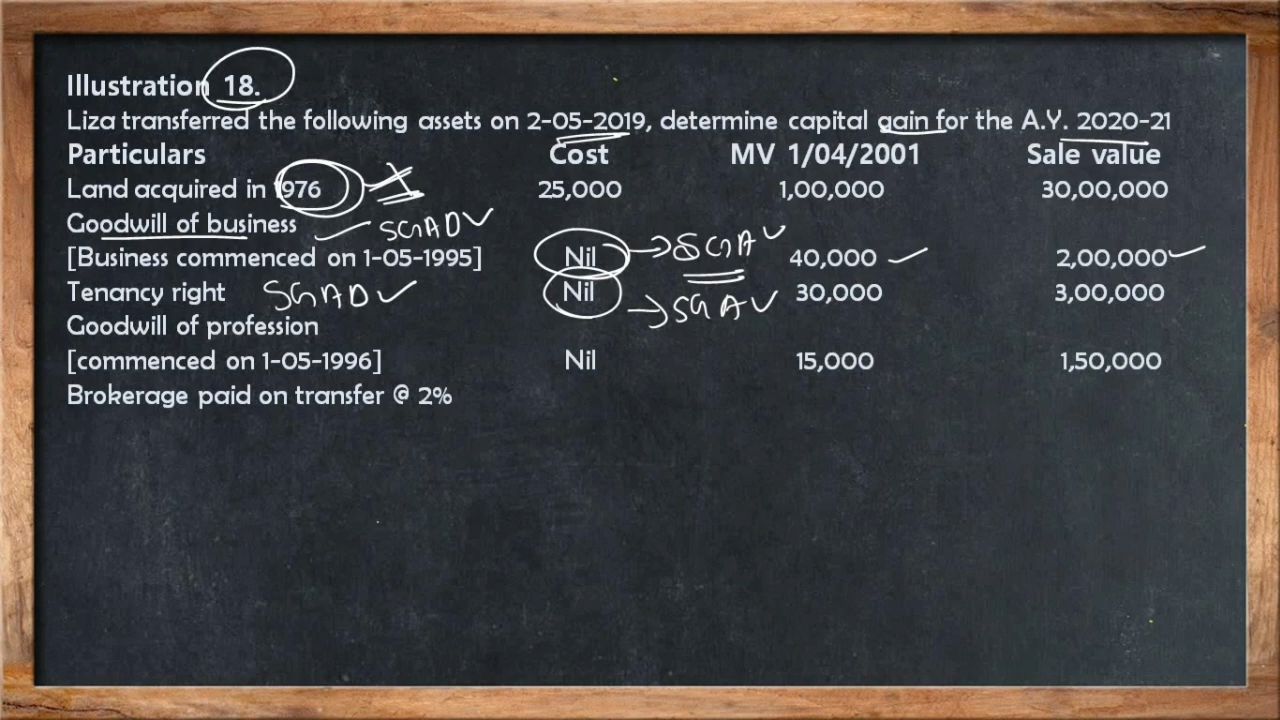 Illustration 18.
Liza transferred the following assets on 2-05-2019, determine capital gain for the A.Y. 2020-21
Particulars Cost MV 1/04/2001 Sale value
Land acquired in 1976 25,000 1,00,000 30,00,000
Goodwill of business SGAD
[Business commenced on 1-05-1995] Nil SGA 40,000 2,00,000
Tenancy right SGAD Nil SGA 30,000 3,00,000
Goodwill of profession
[commenced on 1-05-1996] Nil 15,000 1,50,000
Brokerage paid on transfer @ 2%